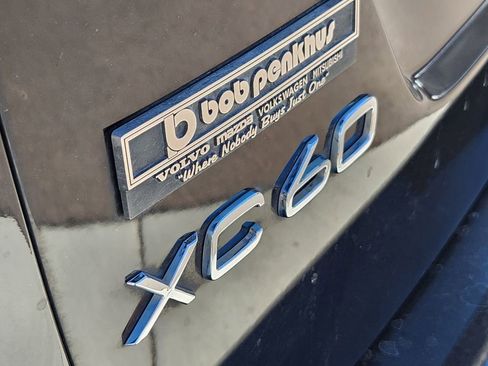 b bob penkhus
VOLVO mazda VOLKSWAGEN MITSUBISHI
"Where Nobody Buys Just One"
XC60